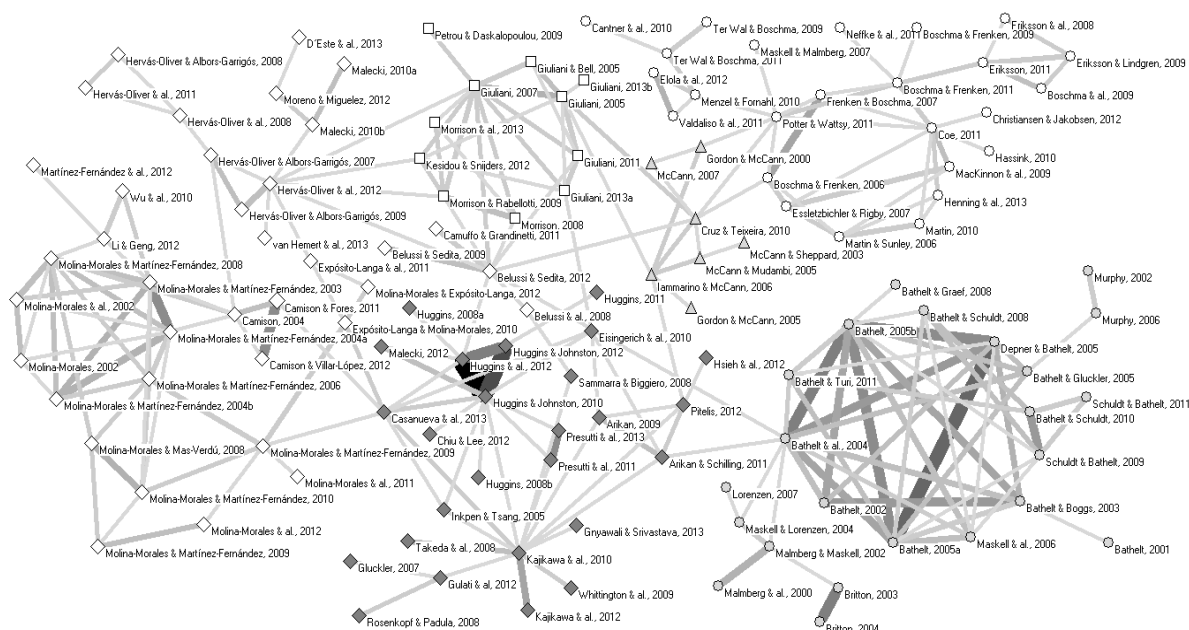 Petrou & Daskalopoulou, 2009
Cantner & al., 2010
Ter Wal & Boschma, 2009
Neffke & al., 2011
Boschma & Frenken, 2009
Friksson & al., 2008
D´Este & al., 2013
Maskell & Malmberg, 2007
Hervás-Oliver & Albors-Garrigós, 2008
Giuliani & Bell, 2005
Ter Wal & Boschma, 2011
Eriksson & Lindgren, 2009
Malecki, 2010a
Eriksson, 2011
Elola & al., 2012
Giuliani, 2013b
Giuliani, 2007
Boschma & Frenken, 2011
Hervás-Oliver & al., 2011
Moreno & Miguelez, 2012
Giuliani, 2005
Menzel & Fornahl, 2010
Frenken & Boschma, 2007
Boschma & al., 2009
Hervás-Oliver & al., 2008
Valdaliso & al., 2011
Potter & Wattsy, 2011
Christiansen & Jakobsen, 2012
Malecki, 2010b
Morrison & al., 2013
Coe, 2011
Hervás-Oliver & Albors-Garrigós, 2007
Kesidou & Snijders, 2012
Giuliani, 2011
Gordon & McCann, 2000
Hassink, 2010
Martínez-Fernández & al., 2012
McCann, 2007
MacKinnon & al., 2009
Hervás-Oliver & al., 2012
Boschma & Frenken, 2006
Wu & al., 2010
Giuliani, 2013a
Morrison & Rabellotti, 2009
Henning & al., 2013
Hervás-Oliver & Albors-Garrigós, 2009
Essletzbichler & Rigby, 2007
Morrison. 2008
Cruz & Teixeira, 2010
Martin, 2010
Camuffo & Grandinetti, 2011
Li & Geng, 2012
van Hemert & al., 2013
Martin & Sunley, 2006
Belussi & Sedita, 2009
McCann & Sheppard, 2003
Molina-Morales & Martínez-Fernández, 2008
Expósito-Langa & al., 2011
McCann & Mudambi, 2005
Belussi & Sedita, 2012
Iammarino & McCann, 2006
Murphy, 2002
Molina-Morales & Martínez-Fernández, 2003
Molina-Morales & Expósito-Langa, 2012
Bathelt & Graef, 2008
Huggins, 2011
Molina-Morales & al., 2002
Camison & Fores, 2011
Huggins, 2008a
Belussi & al., 2008
Gordon & McCann, 2005
Bathelt & Schuldt, 2008
Murphy, 2006
Camison, 2004
Expósito-Langa & Molina-Morales, 2010
Bathelt, 2005b
Molina-Morales & Martínez-Fernández, 2004a
Eisingerich & al., 2010
Depner & Bathelt, 2005
Malecki, 2012
Huggins & Johnston, 2012
Molina-Morales, 2002
Camison & Villar-López, 2012
Huggins & al., 2012
Hsieh & al., 2012
Bathelt & Gluckler, 2005
Molina-Morales & Martínez-Fernández, 2006
Sammarra & Biggiero, 2008
Bathelt & Turi, 2011
Molina-Morales & Martínez-Fernández, 2004b
Huggins & Johnston, 2010
Schuldt & Bathelt, 2011
Casanueva & al., 2013
Arikan, 2009
Pitelis, 2012
Bathelt & Schuldt, 2010
Chiu & Lee, 2012
Presutti & al., 2013
Bathelt & al., 2004
Molina-Morales & Mas-Verdú, 2008
Molina-Morales & Martínez-Fernández, 2009
Arikan & Schilling, 2011
Schuldt & Bathelt, 2009
Presutti & al., 2011
Molina-Morales & al., 2011
Huggins, 2008b
Lorenzen, 2007
Molina-Morales & Martínez-Fernández, 2010
Bathelt, 2002
Bathelt & Boggs, 2003
Inkpen & Tsang, 2005
Molina-Morales & al., 2012
Gnyawali & Srivastava, 2013
Maskell & Lorenzen, 2004
Takeda & al., 2008
Maskell & al., 2006
Bathelt, 2001
Molina-Morales & Martínez-Fernández, 2009
Kajikawa & al., 2010
Malmberg & Maskell, 2002
Bathelt, 2005a
Gluckler, 2007
Gulati & al, 2012
Whittington & al., 2009
Malmberg & al., 2000
Britton, 2003
Rosenkopf & Padula, 2008
Kajikawa & al., 2012
Britton, 2004